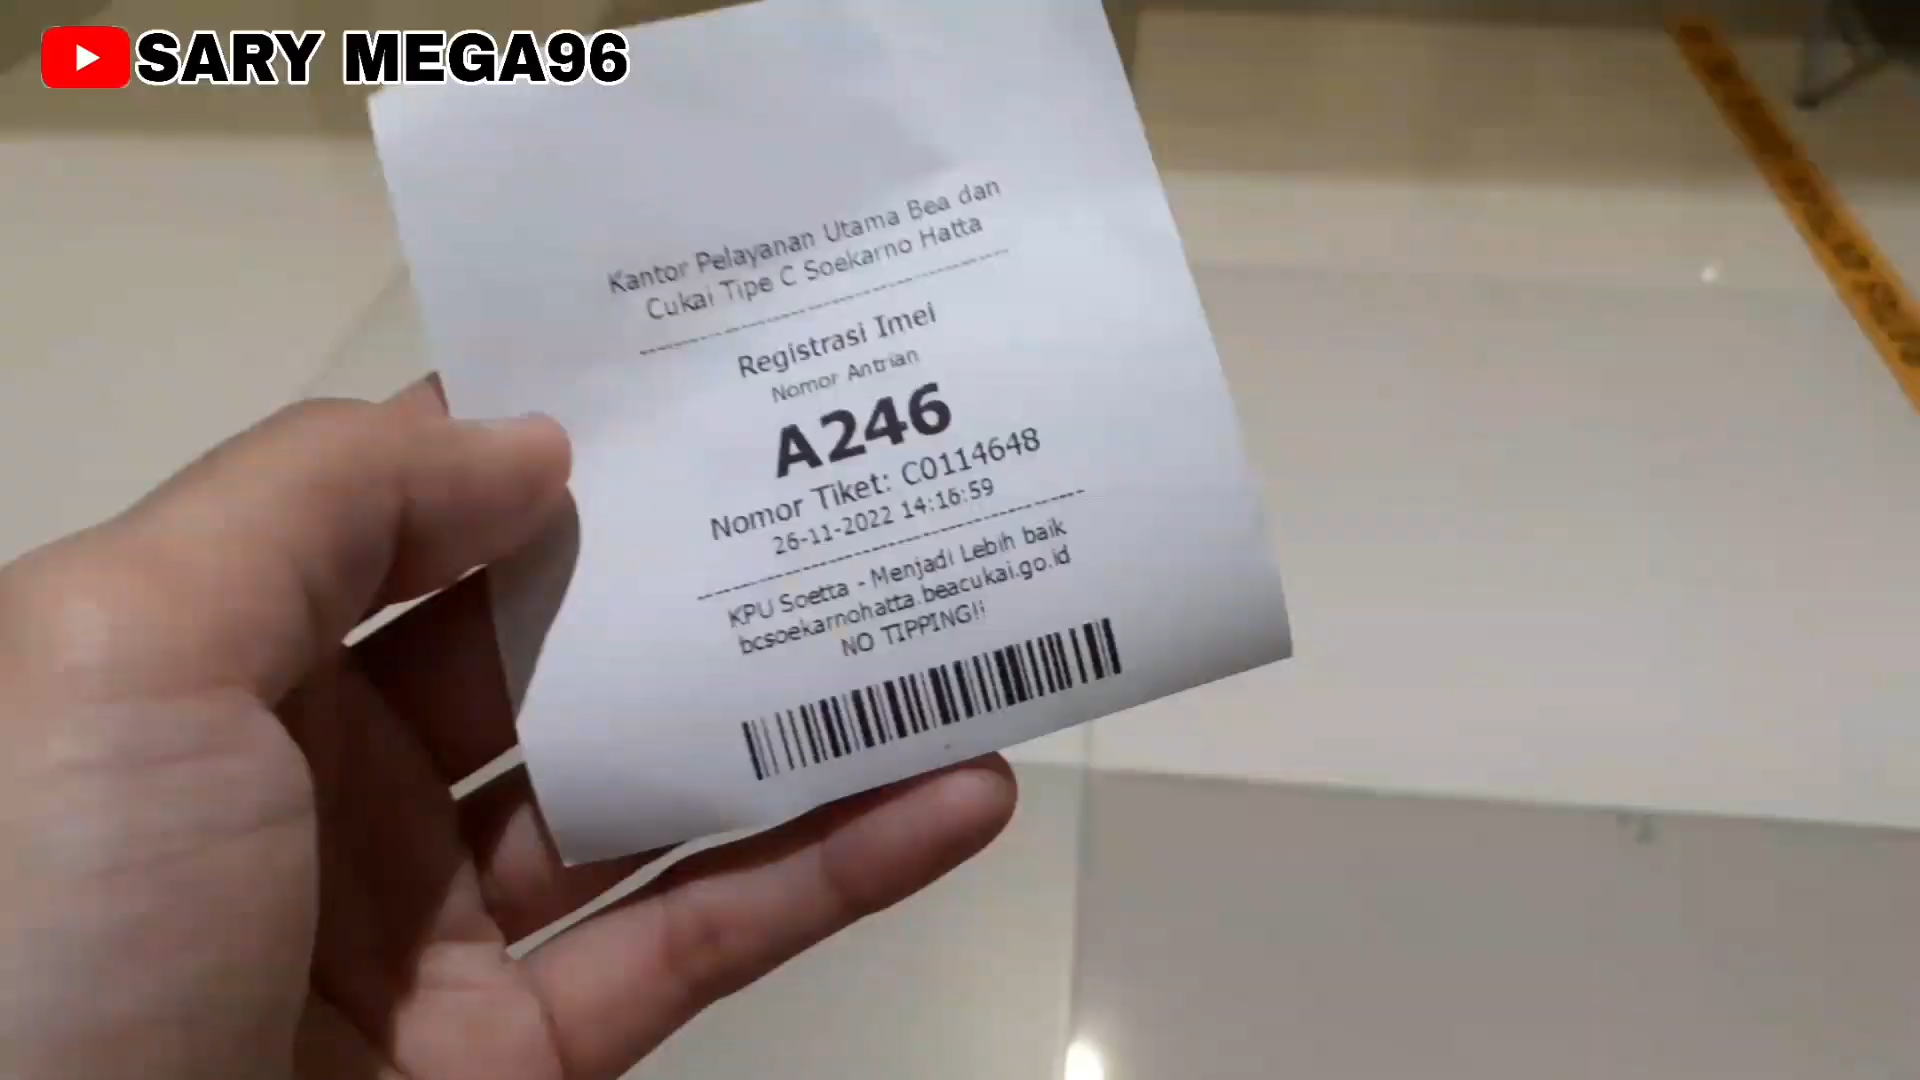 SARY MEGA96
Kantor Pelayanan Utama Bea dan
Cukai Tipe C Soekarno Hatta
Registrasi Imei
Nomor Antrian
A246
Nomor Tiket: C0114648
26-11-2022 14:16:59
KPU Soetta - Menjadi Lebih baik
bcsoekarnohatta.beacukai.go.id
NO TIPPING!!